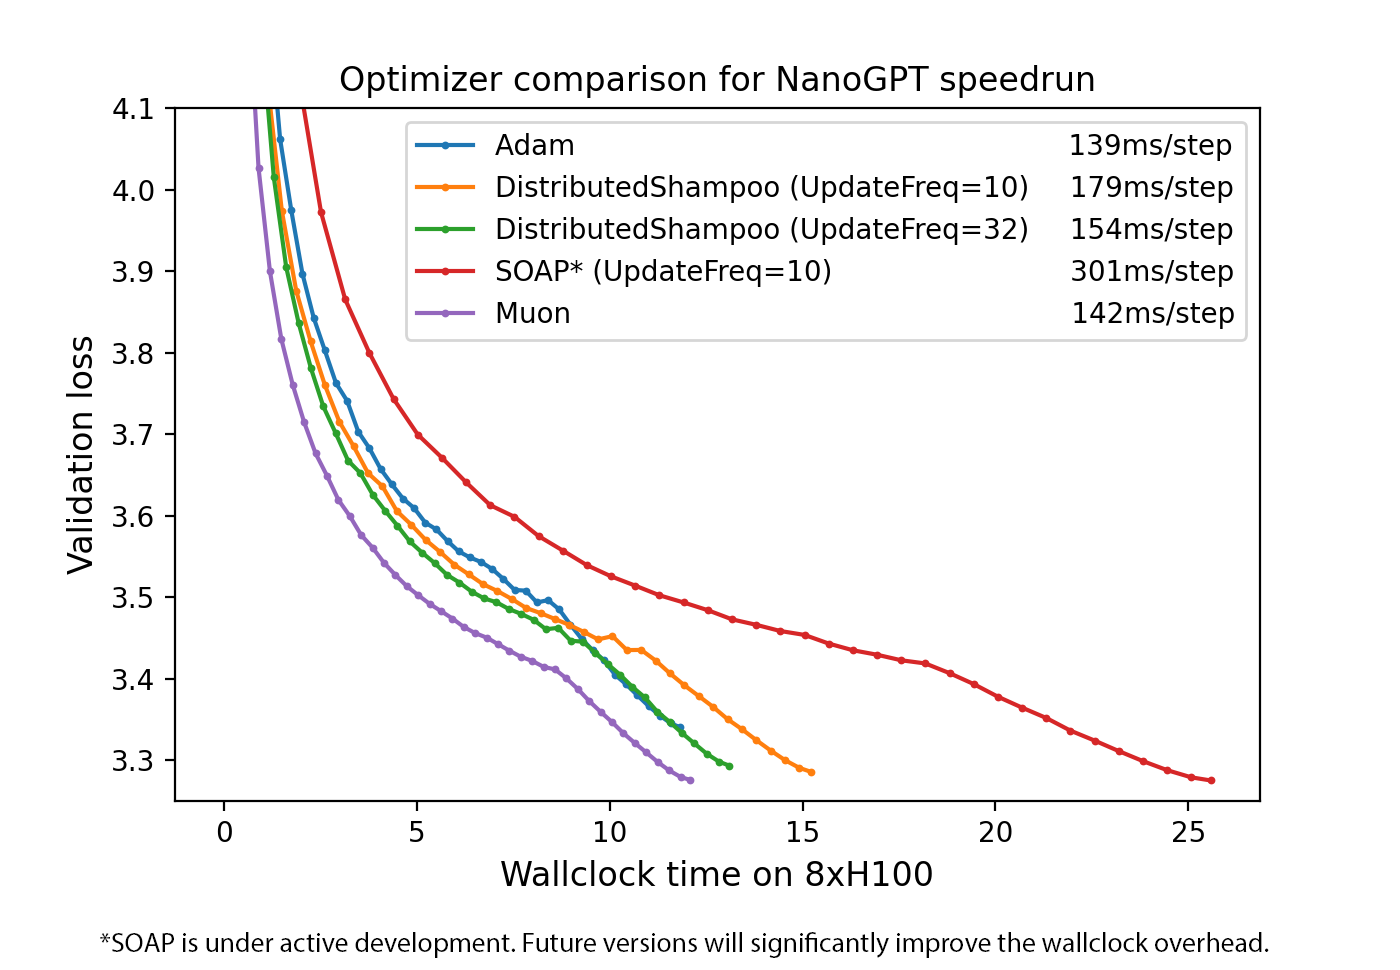 Optimizer comparison for NanoGPT speedrun
Adam 139ms/step
DistributedShampoo (UpdateFreq=10) 179ms/step
DistributedShampoo (UpdateFreq=32) 154ms/step
SOAP* (UpdateFreq=10) 301ms/step
Muon 142ms/step
Validation loss
4.1
4.0
3.9
3.8
3.7
3.6
3.5
3.4
3.3
0 5 10 15 20 25
Wallclock time on 8xH100
*SOAP is under active development. Future versions will significantly improve the wallclock overhead.